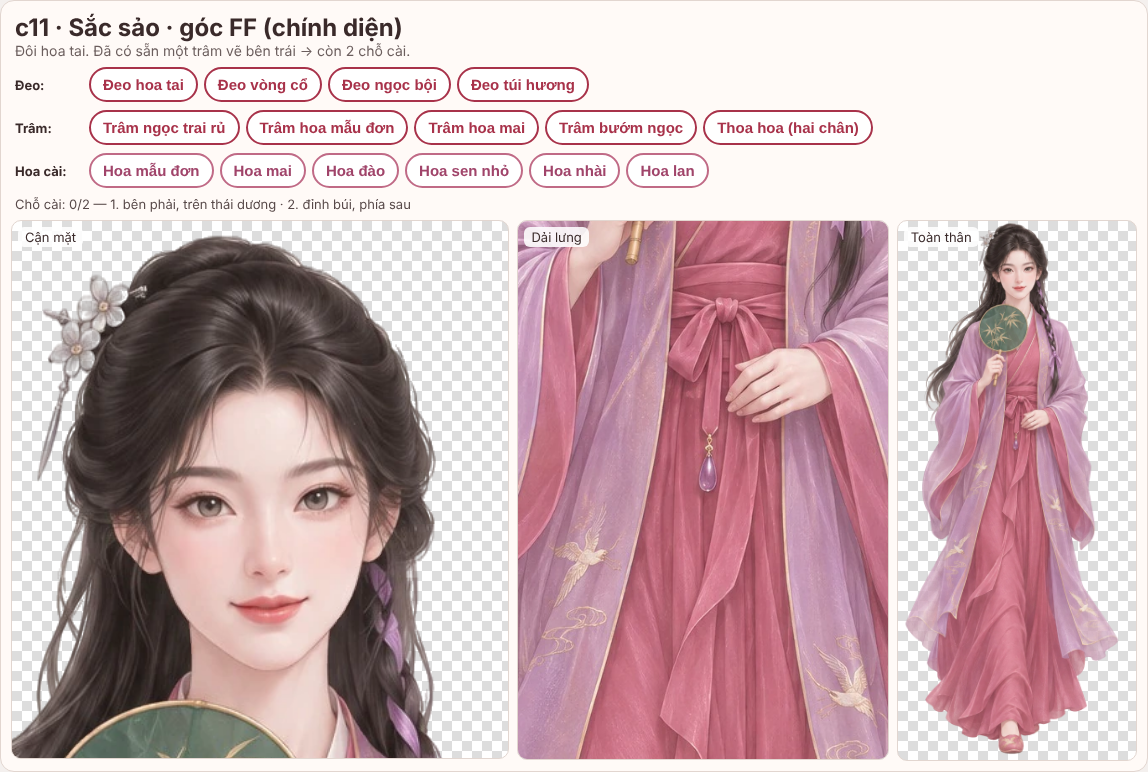 c11 · Sắc sảo · góc FF (chính diện)
Đôi hoa tai. Đã có sẵn một trâm vẽ bên trái → còn 2 chỗ cài.
Đeo: Đeo hoa tai Đeo vòng cổ Đeo ngọc bội Đeo túi hương
Trâm: Trâm ngọc trai rủ Trâm hoa mẫu đơn Trâm hoa mai Trâm bướm ngọc Thoa hoa (hai chân)
Hoa cài: Hoa mẫu đơn Hoa mai Hoa đào Hoa sen nhỏ Hoa nhài Hoa lan
Chỗ cài: 0/2 — 1. bên phải, trên thái dương · 2. đỉnh búi, phía sau
Cận mặt Dải lưng Toàn thân